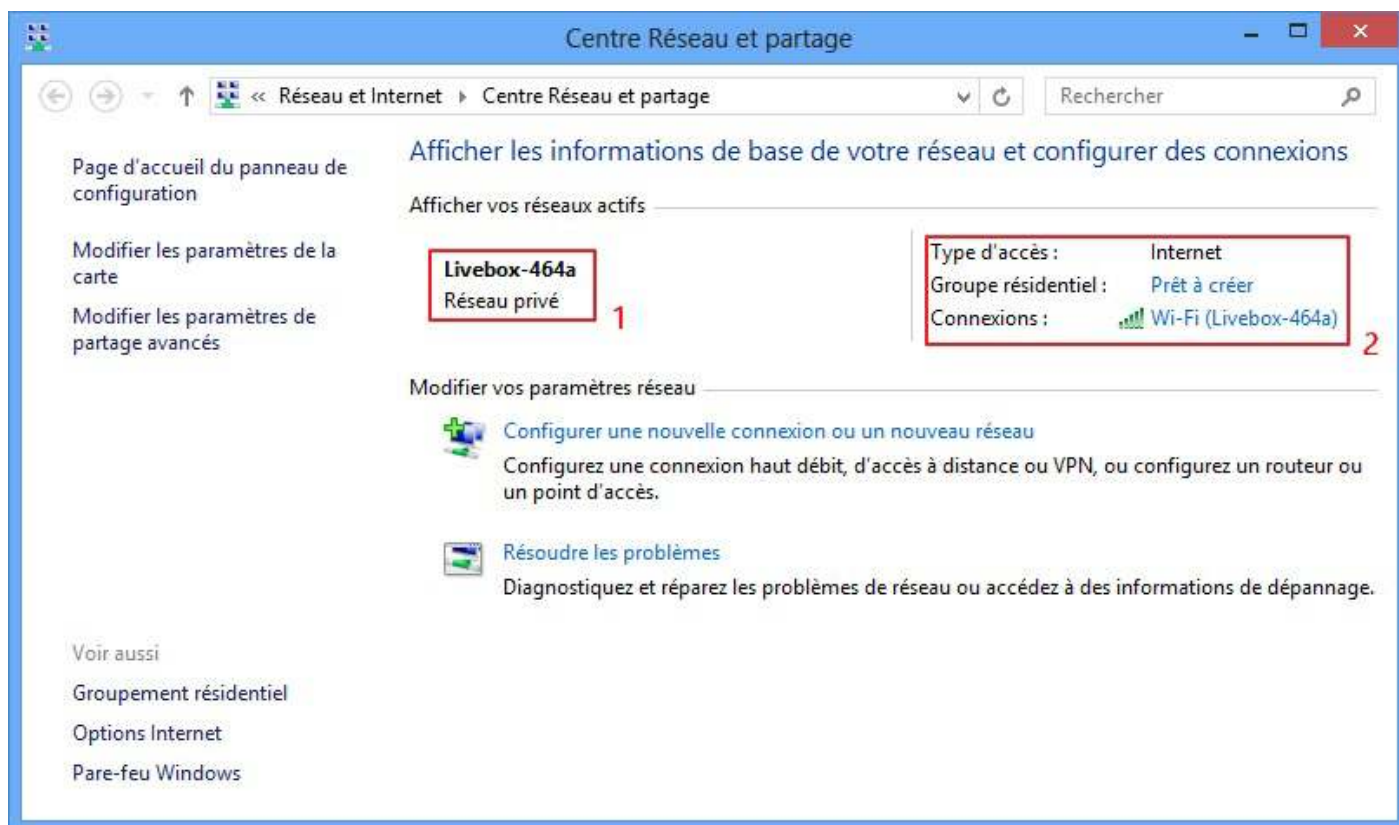 Centre Réseau et partage
« Réseau et Internet ▸ Centre Réseau et partage
Rechercher
Page d'accueil du panneau de
configuration
Modifier les paramètres de la
carte
Modifier les paramètres de
partage avancés
Voir aussi
Groupement résidentiel
Options Internet
Pare-feu Windows
Afficher les informations de base de votre réseau et configurer des connexions
Afficher vos réseaux actifs
Livebox-464a
Réseau privé
1
Type d'accès : Internet
Groupe résidentiel : Prêt à créer
Connexions : Wi-Fi (Livebox-464a)
2
Modifier vos paramètres réseau
Configurer une nouvelle connexion ou un nouveau réseau
Configurez une connexion haut débit, d'accès à distance ou VPN, ou configurez un routeur ou
un point d'accès.
Résoudre les problèmes
Diagnostiquez et réparez les problèmes de réseau ou accédez à des informations de dépannage.